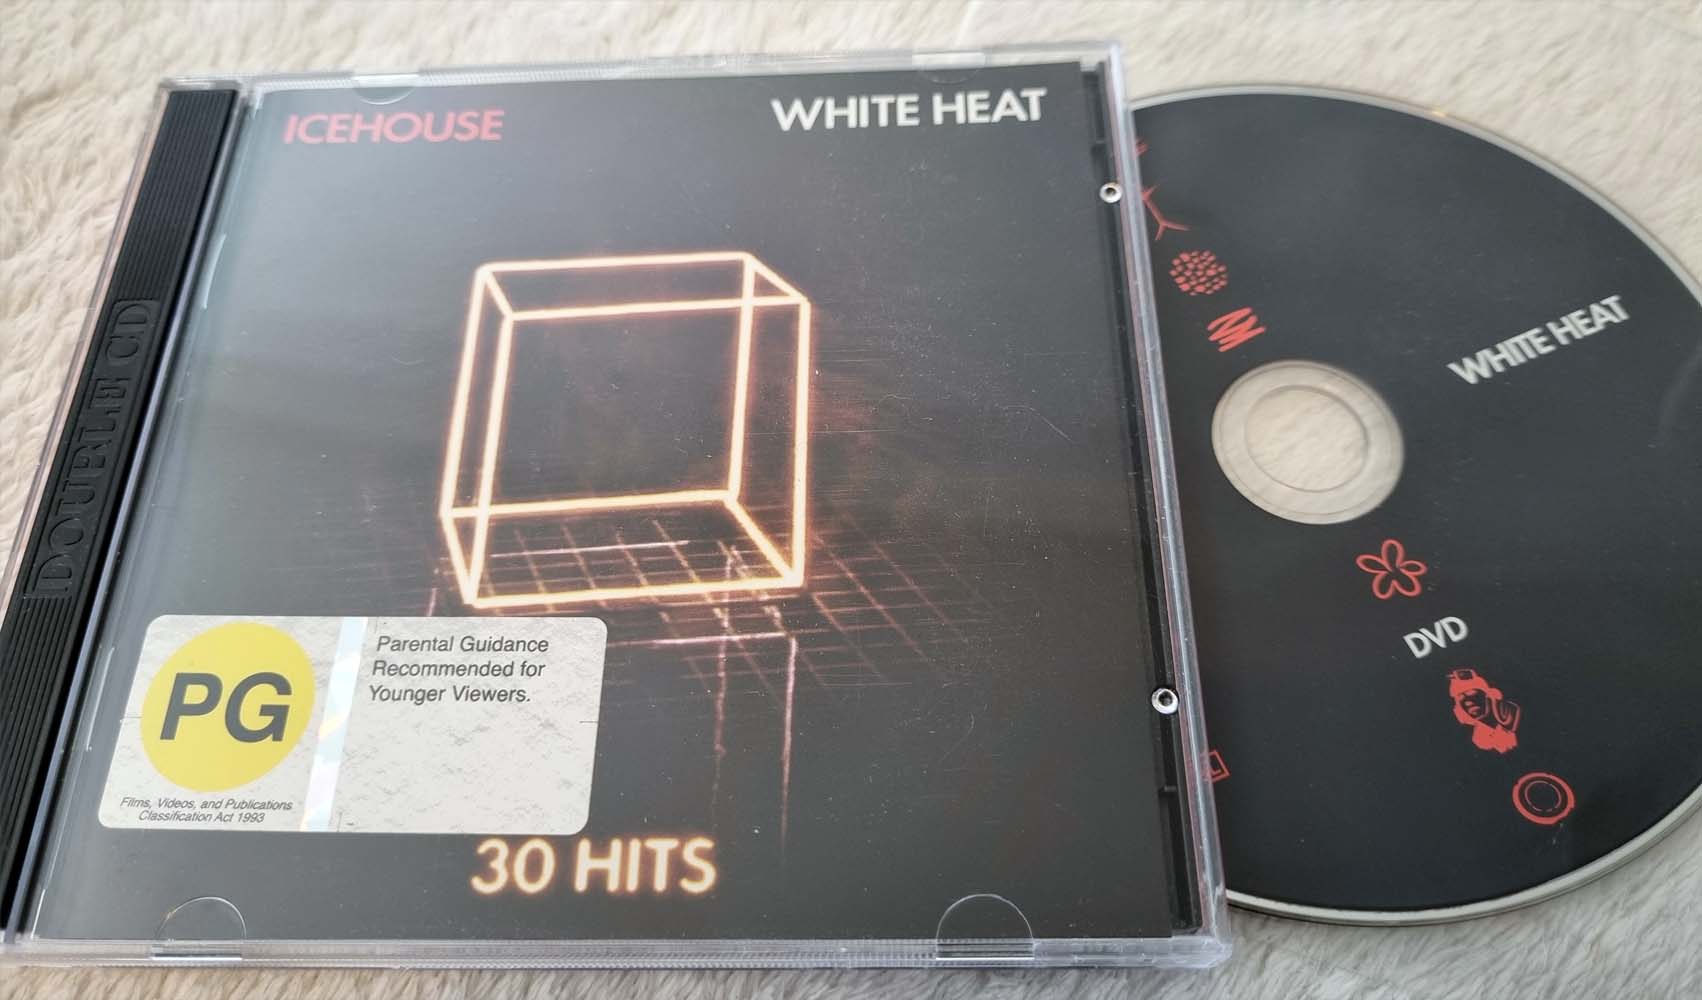 ICEHOUSE
WHITE HEAT
DOUBLE CD
PG
Films, Videos, and Publications
Classification Act 1993
Parental Guidance
Recommended for
Younger Viewers.
30 HITS
WHITE HEAT
DVD